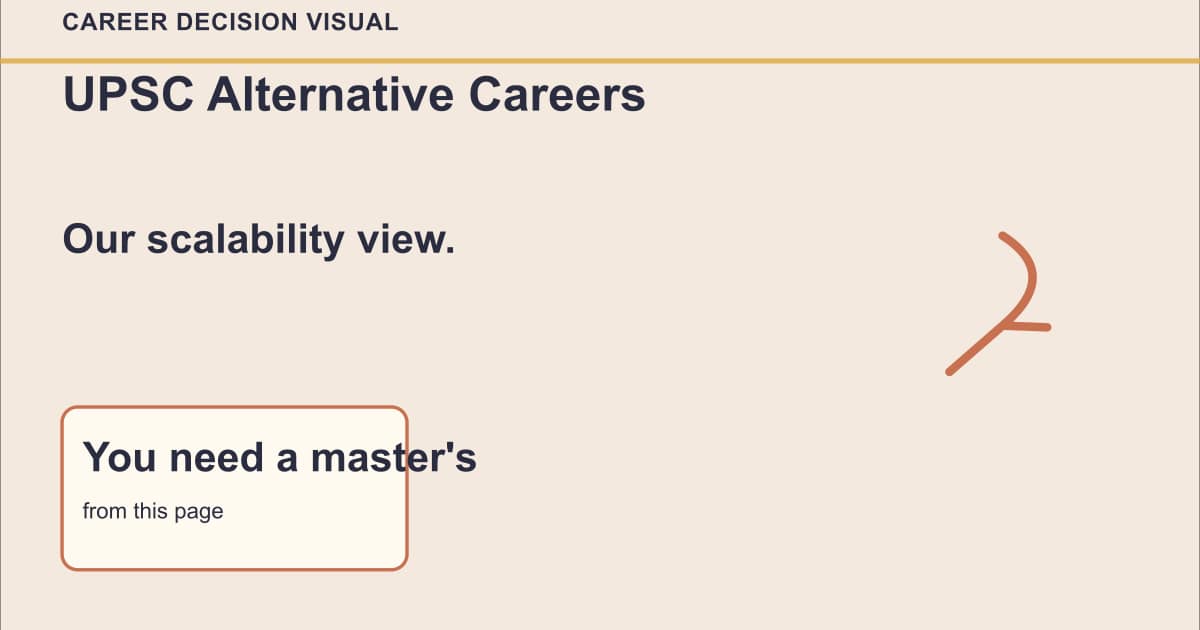 CAREER DECISION VISUAL
UPSC Alternative Careers
Our scalability view.
You need a master's
from this page